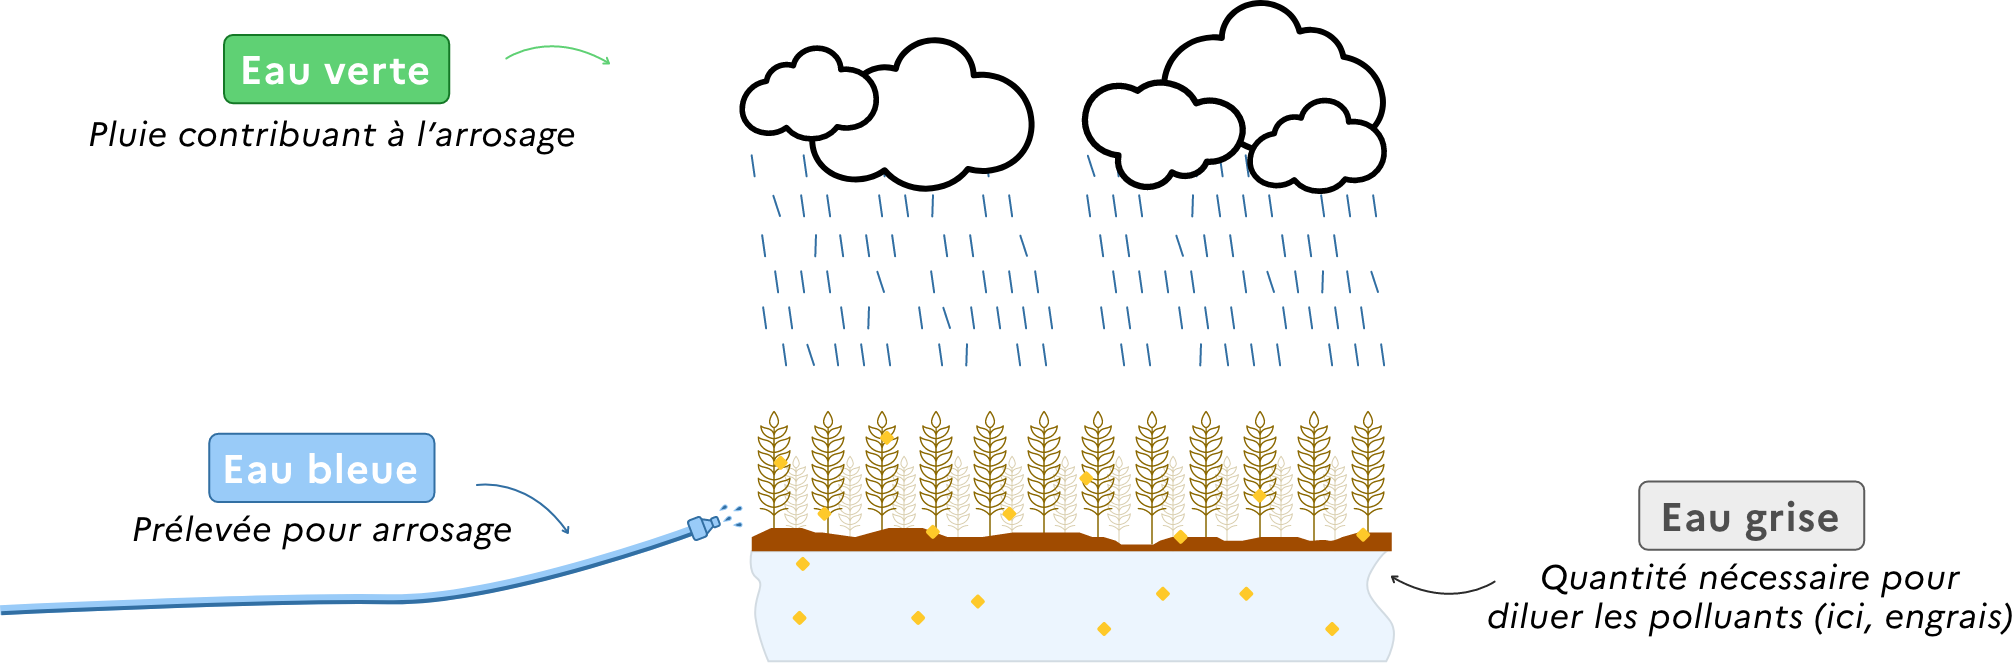 Eau verte
Pluie contribuant à l’arrosage
Eau bleue
Prélevée pour arrosage
Eau grise
Quantité nécessaire pour
diluer les polluants (ici, engrais)